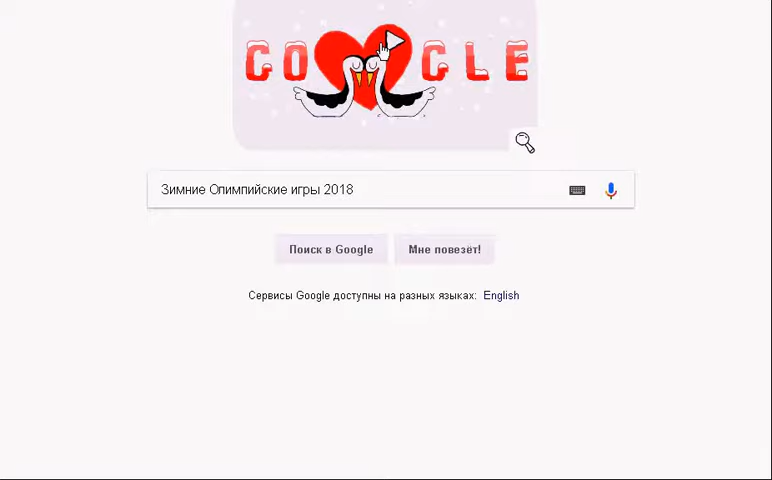 GOOGLE
Зимние Олимпийские игры 2018
Поиск в Google Мне повезёт!
Сервисы Google доступны на разных языках: English